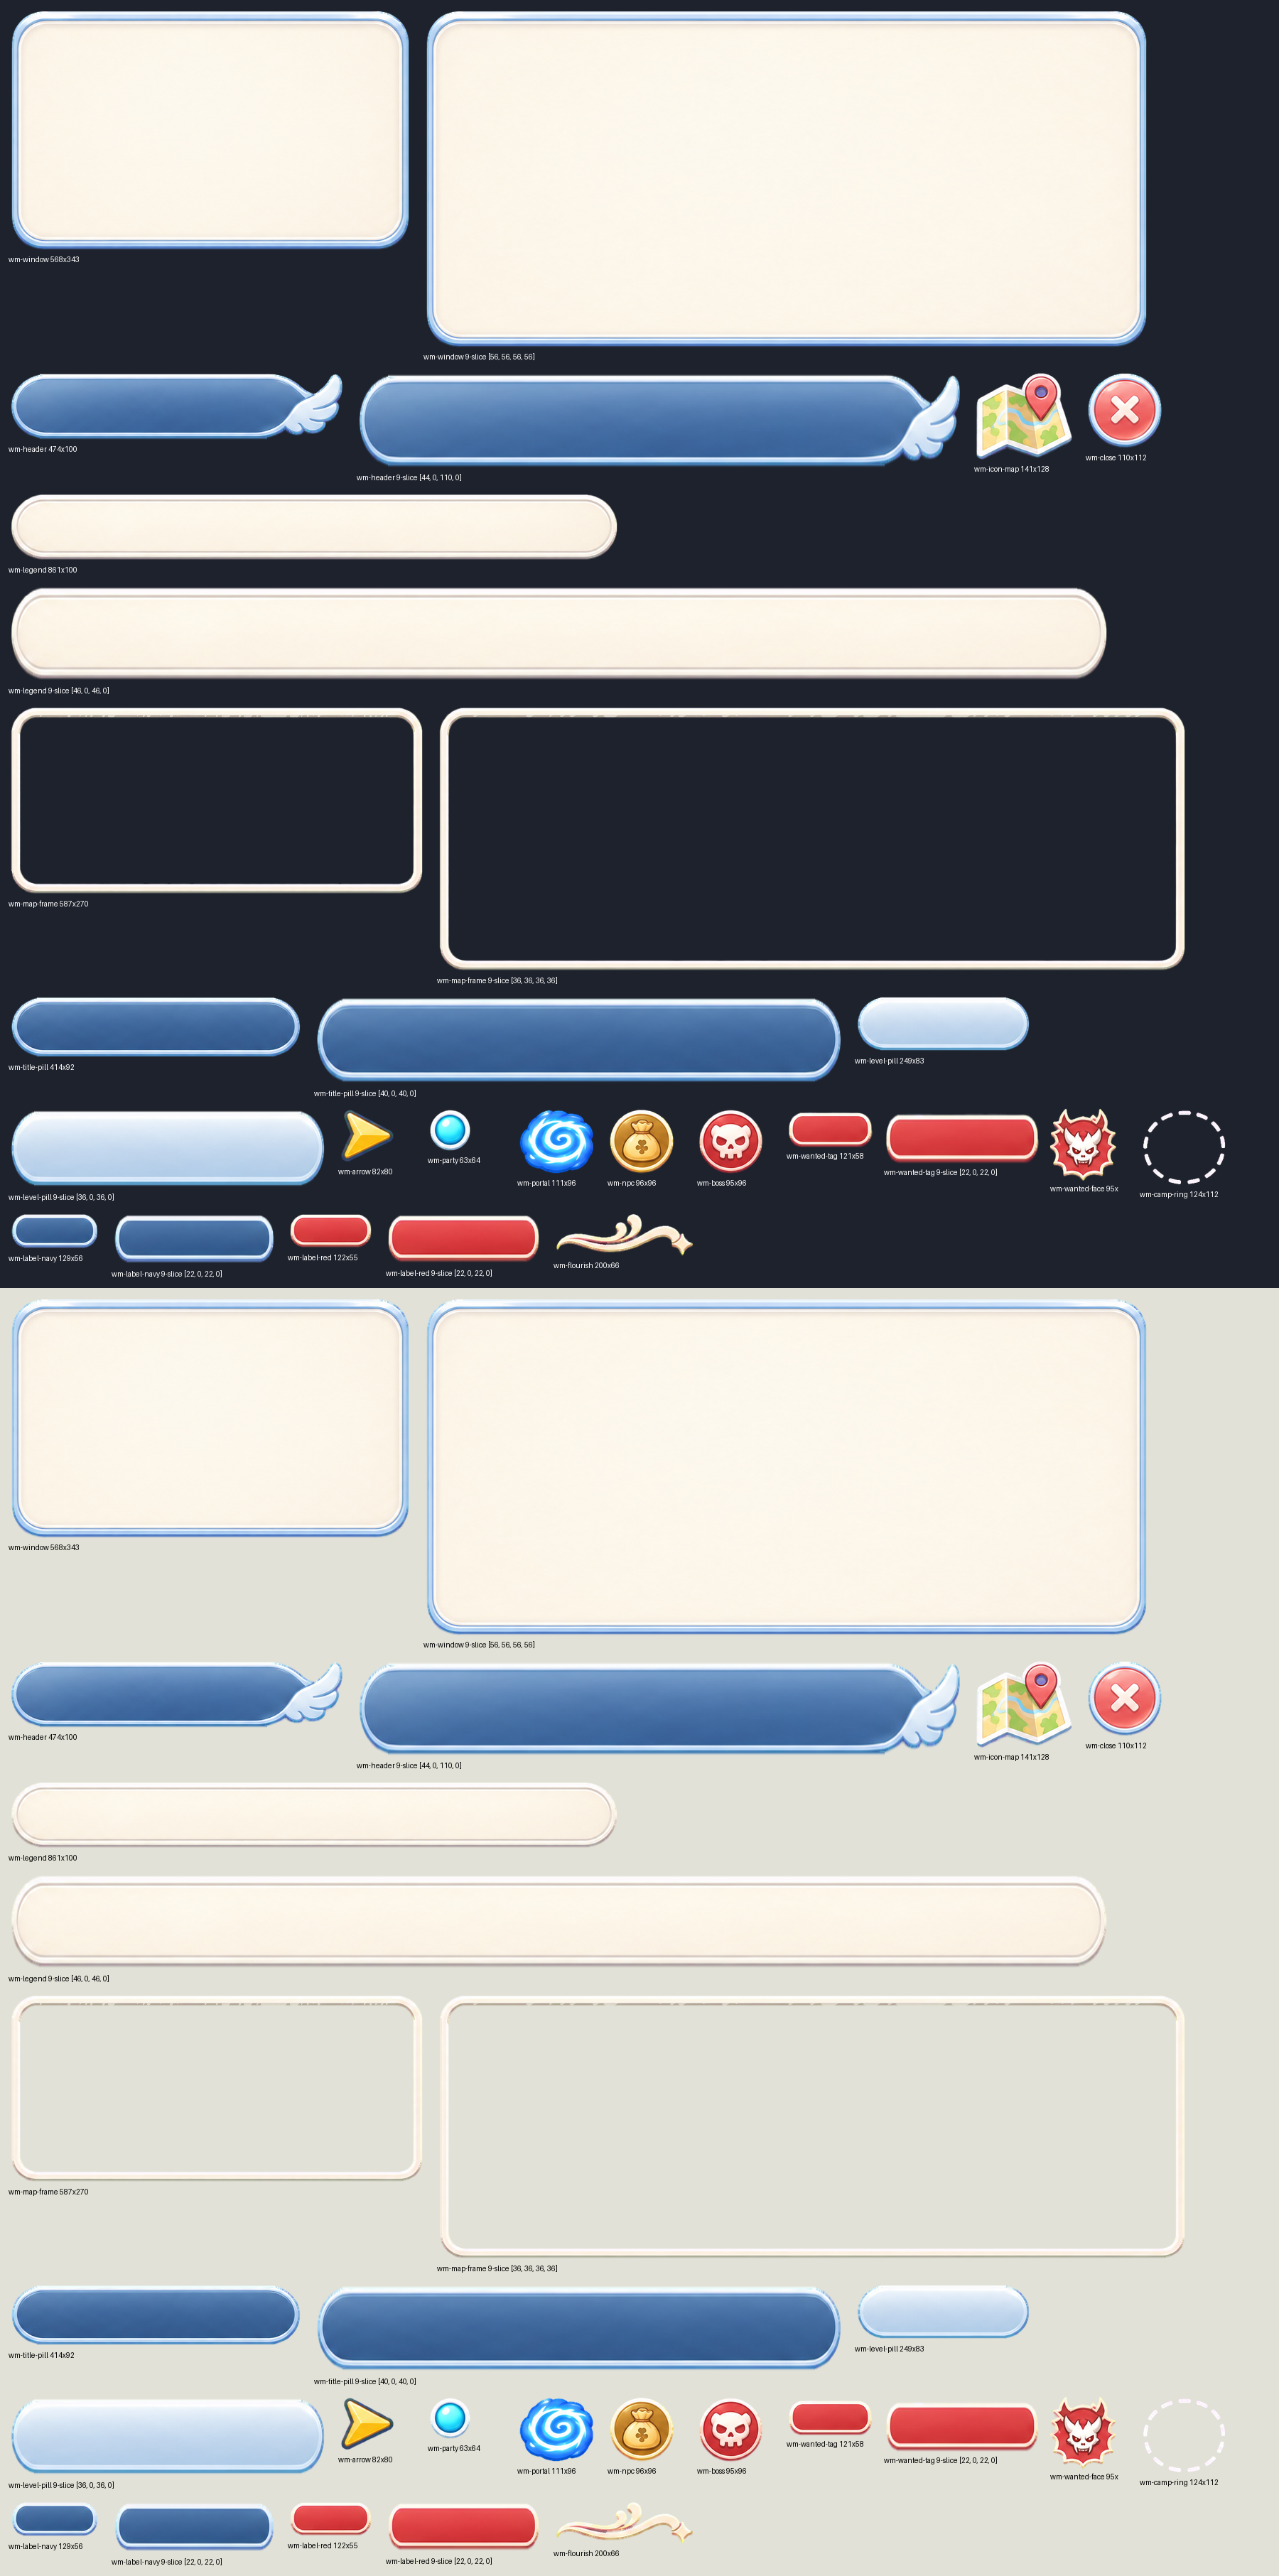 wm-window 568x343
wm-window 9-slice [56, 56, 56, 56]
wm-header 474x100
wm-header 9-slice [44, 0, 110, 0]
wm-icon-map 141x128
wm-close 110x112
wm-legend 861x100
wm-legend 9-slice [46, 0, 46, 0]
wm-map-frame 587x270
wm-map-frame 9-slice [36, 36, 36, 36]
wm-title-pill 414x92
wm-title-pill 9-slice [40, 0, 40, 0]
wm-level-pill 249x83
wm-level-pill 9-slice [36, 0, 36, 0]
wm-arrow 82x80
wm-party 63x64
wm-portal 111x96
wm-npc 96x96
wm-boss 95x96
wm-wanted-tag 121x58
wm-wanted-tag 9-slice [22, 0, 22, 0]
wm-wanted-face 95x
wm-camp-ring 124x112
wm-label-navy 129x56
wm-label-navy 9-slice [22, 0, 22, 0]
wm-label-red 122x55
wm-label-red 9-slice [22, 0, 22, 0]
wm-flourish 200x66
wm-window 568x343
wm-window 9-slice [56, 56, 56, 56]
wm-header 474x100
wm-header 9-slice [44, 0, 110, 0]
wm-icon-map 141x128
wm-close 110x112
wm-legend 861x100
wm-legend 9-slice [46, 0, 46, 0]
wm-map-frame 587x270
wm-map-frame 9-slice [36, 36, 36, 36]
wm-title-pill 414x92
wm-title-pill 9-slice [40, 0, 40, 0]
wm-level-pill 249x83
wm-level-pill 9-slice [36, 0, 36, 0]
wm-arrow 82x80
wm-party 63x64
wm-portal 111x96
wm-npc 96x96
wm-boss 95x96
wm-wanted-tag 121x58
wm-wanted-tag 9-slice [22, 0, 22, 0]
wm-wanted-face 95x
wm-camp-ring 124x112
wm-label-navy 129x56
wm-label-navy 9-slice [22, 0, 22, 0]
wm-label-red 122x55
wm-label-red 9-slice [22, 0, 22, 0]
wm-flourish 200x66